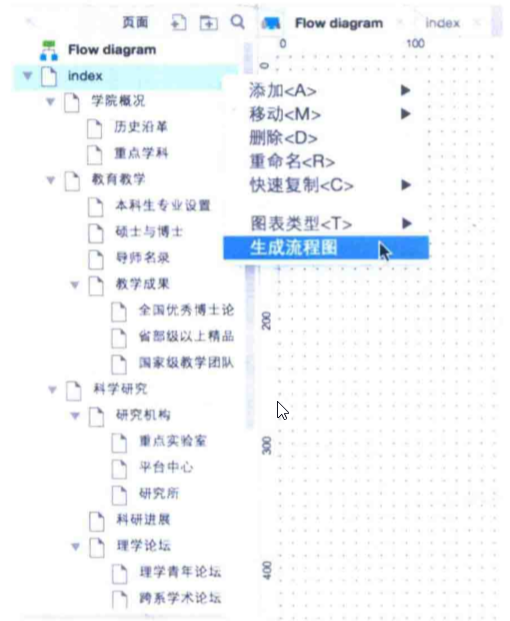 页面
Flow diagram
index
0
100
Flow diagram
index
学院概况
历史沿革
重点学科
教育教学
本科生专业设置
硕士与博士
导师名录
教学成果
全国优秀博士论
省部级以上精品
国家级教学团队
科学研究
研究机构
重点实验室
平台中心
研究所
科研进展
理学论坛
理学青年论坛
跨系学术论坛
添加<A>
移动<M>
删除<D>
重命名<R>
快速复制<C>
图表类型<T>
生成流程图
200
300
400